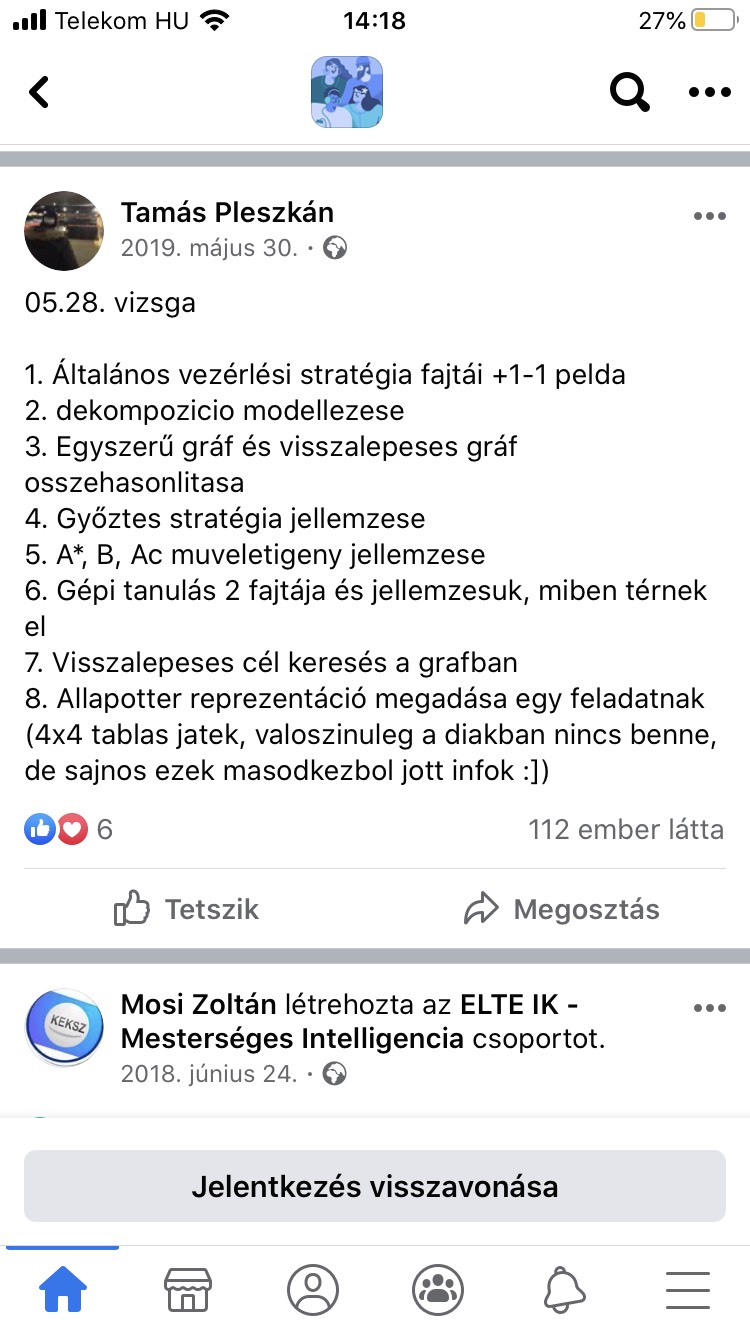 Telekom HU
14:18
27%
Tamás Pleszkán
2019. május 30. ·
05.28. vizsga
1. Általános vezérlési stratégia fajtái +1-1 pelda
2. dekompozicio modellezese
3. Egyszerű gráf és visszalepeses gráf
osszehasonlitasa
4. Győztes stratégia jellemzese
5. A*, B, Ac muveletigeny jellemzese
6. Gépi tanulás 2 fajtája és jellemzesuk, miben térnek
el
7. Visszalepeses cél keresés a grafban
8. Allapotter reprezentáció megadása egy feladatnak
(4x4 tablas jatek, valoszinuleg a diakban nincs benne,
de sajnos ezek masodkezbol jott infok :])
6
112 ember látta
Tetszik
Megosztás
KEKSZ
Mosi Zoltán létrehozta az ELTE IK -
Mesterséges Intelligencia csoportot.
2018. június 24. ·
Jelentkezés visszavonása